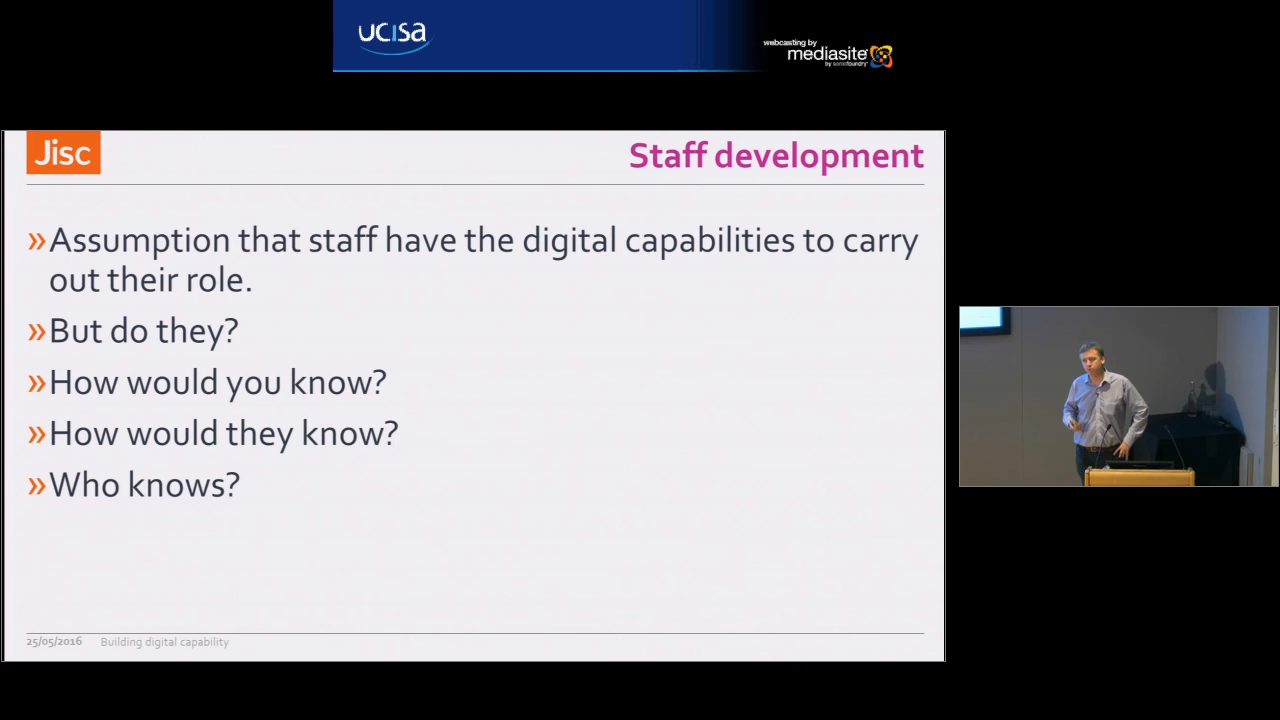 ucisa
webcasting by
mediasite
by sonicfoundry
Jisc
Staff development
»Assumption that staff have the digital capabilities to carry
out their role.
»But do they?
»How would you know?
»How would they know?
»Who knows?
25/05/2016 Building digital capability